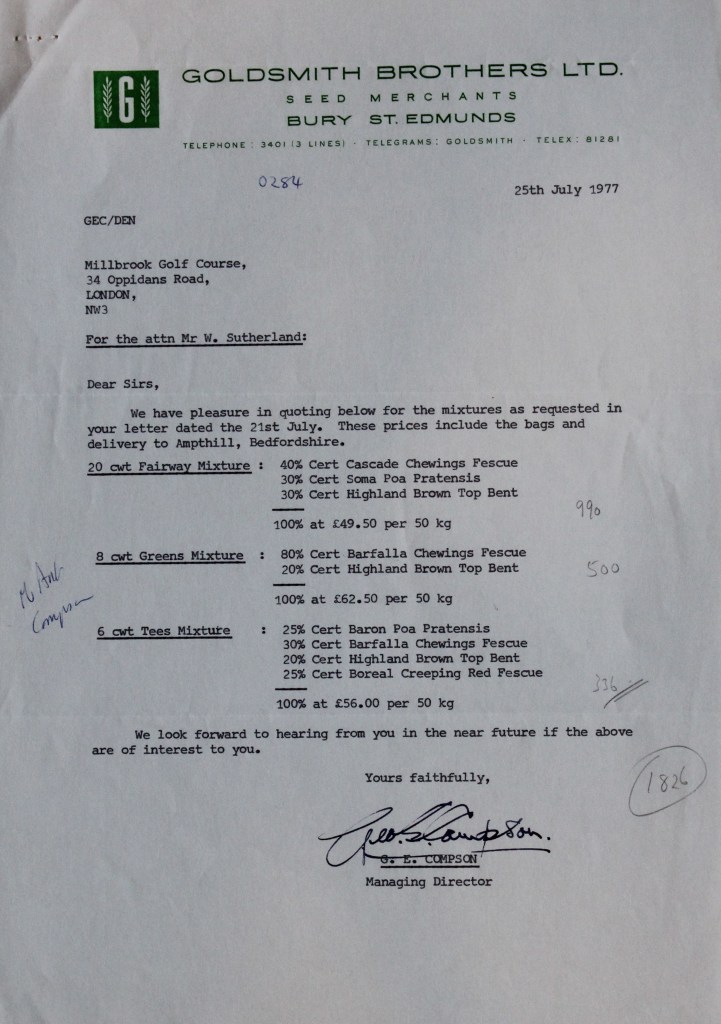 G
GOLDSMITH BROTHERS LTD.
SEED MERCHANTS
BURY ST. EDMUNDS
TELEPHONE: 3401 (3 LINES) - TELEGRAMS: GOLDSMITH - TELEX: 81281
0284
25th July 1977
GEC/DEN
Millbrook Golf Course,
34 Oppidans Road,
LONDON,
NW3
For the attn Mr W. Sutherland:
Dear Sirs,
We have pleasure in quoting below for the mixtures as requested in
your letter dated the 21st July. These prices include the bags and
delivery to Ampthill, Bedfordshire.
20 cwt Fairway Mixture : 40% Cert Cascade Chewings Fescue
30% Cert Soma Poa Pratensis
30% Cert Highland Brown Top Bent
990
100% at £49.50 per 50 kg
8 cwt Greens Mixture : 80% Cert Barfalla Chewings Fescue
20% Cert Highland Brown Top Bent
500
100% at £62.50 per 50 kg
Compson
6 cwt Tees Mixture : 25% Cert Baron Poa Pratensis
30% Cert Barfalla Chewings Fescue
20% Cert Highland Brown Top Bent
25% Cert Boreal Creeping Red Fescue
336
100% at £56.00 per 50 kg
We look forward to hearing from you in the near future if the above
are of interest to you.
1826
Yours faithfully,
Geo. E. Compson.
G. E. COMPSON
Managing Director